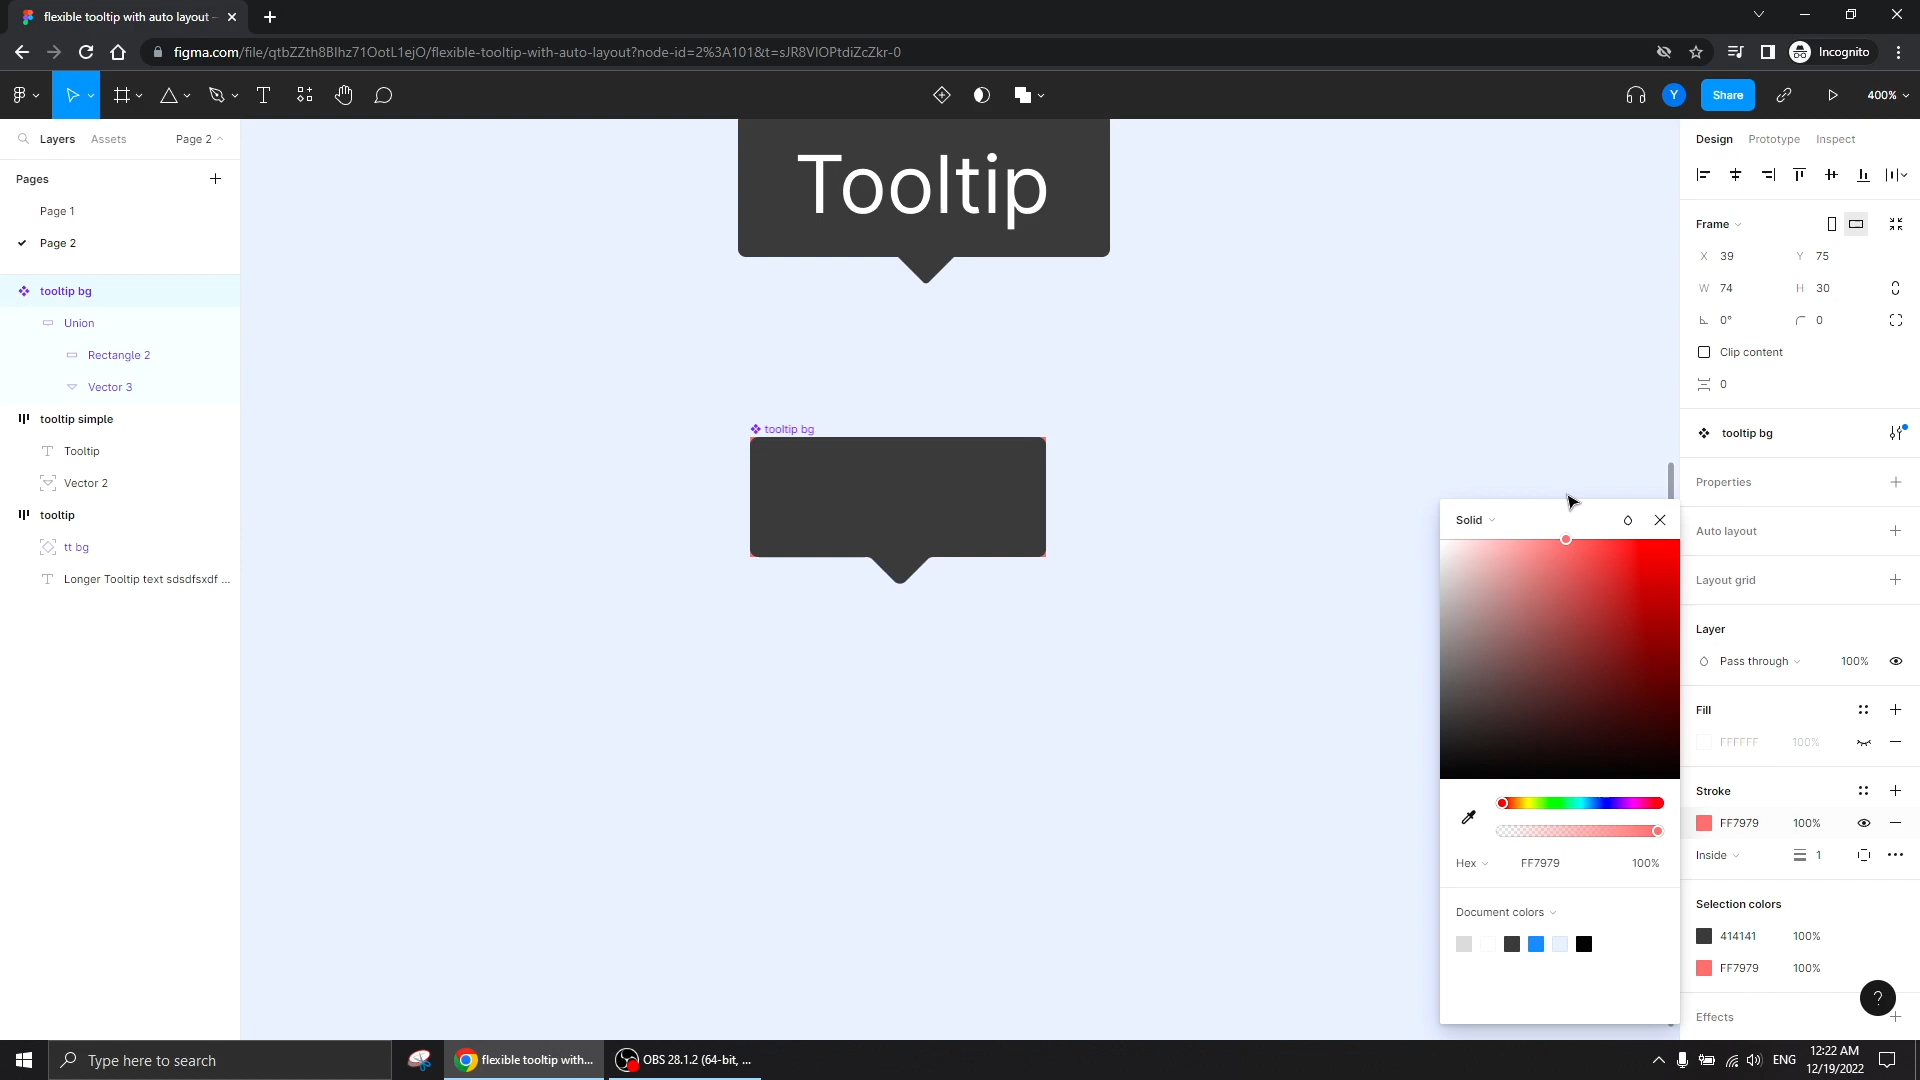 flexible tooltip with auto layout –
figma.com/file/qtbZZth8Blhz71OotL1ejO/flexible-tooltip-with-auto-layout?node-id=2%3A101&t=sJR8VlOPtdiZcZkr-0
Incognito
Y
Share
400%
Layers
Assets
Page 2
Pages
Page 1
Page 2
tooltip bg
Union
Rectangle 2
Vector 3
tooltip simple
Tooltip
Vector 2
tooltip
tt bg
Longer Tooltip text sdsdfsxdf ...
Tooltip
tooltip bg
Solid
Hex
FF7979
100%
Document colors
Design
Prototype
Inspect
Frame
X 39
Y 75
W 74
H 30
0°
0
Clip content
0
tooltip bg
Properties
Auto layout
Layout grid
Layer
Pass through
100%
Fill
FFFFFF
100%
Stroke
FF7979
100%
Inside
1
Selection colors
414141
100%
FF7979
100%
Effects
?
Type here to search
flexible tooltip with...
OBS 28.1.2 (64-bit, ...
ENG
12:22 AM
12/19/2022